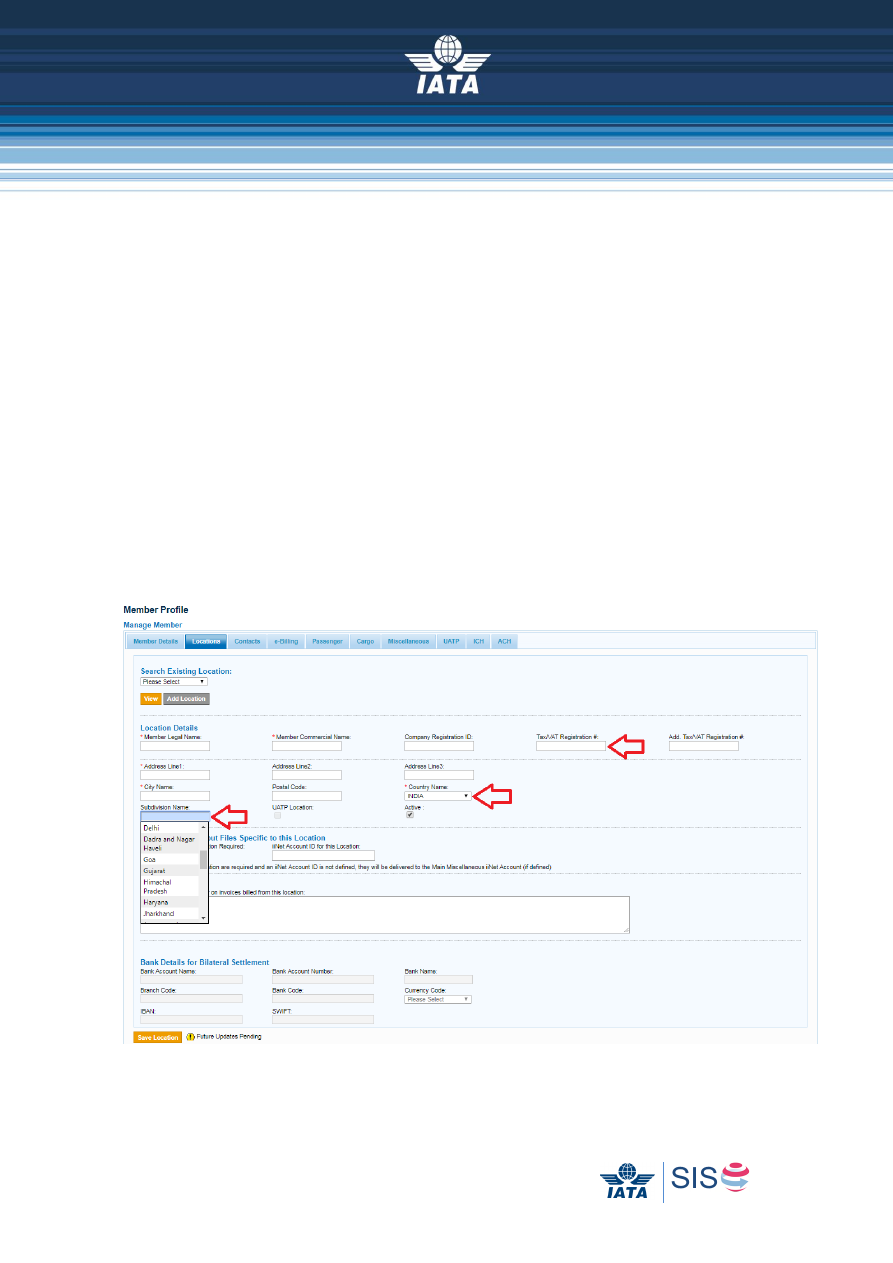 IATA
Member Profile
Manage Member
Member Details Locations Contacts e-Billing Passenger Cargo Miscellaneous UATP ICH ACH
Search Existing Location:
Please Select
View Add Location
Location Details
* Member Legal Name: * Member Commercial Name: Company Registration ID: Tax/VAT Registration #: Add. Tax/VAT Registration #:
* Address Line1: Address Line2: Address Line3:
* City Name: Postal Code: * Country Name:
INDIA
Subdivision Name: UATP Location: Active :
Delhi
Dadra and Nagar
Haveli
Goa
Gujarat
Himachal
Pradesh
Haryana
Jharkhand
ut Files Specific to this Location
ion Required: iiNet Account ID for this Location:
ation are required and an iiNet Account ID is not defined, they will be delivered to the Main Miscellaneous iiNet Account (if defined)
r on invoices billed from this location:
Bank Details for Bilateral Settlement
Bank Account Name: Bank Account Number: Bank Name:
Branch Code: Bank Code: Currency Code:
Please Select
IBAN: SWIFT:
Save Location Future Updates Pending
IATA SIS